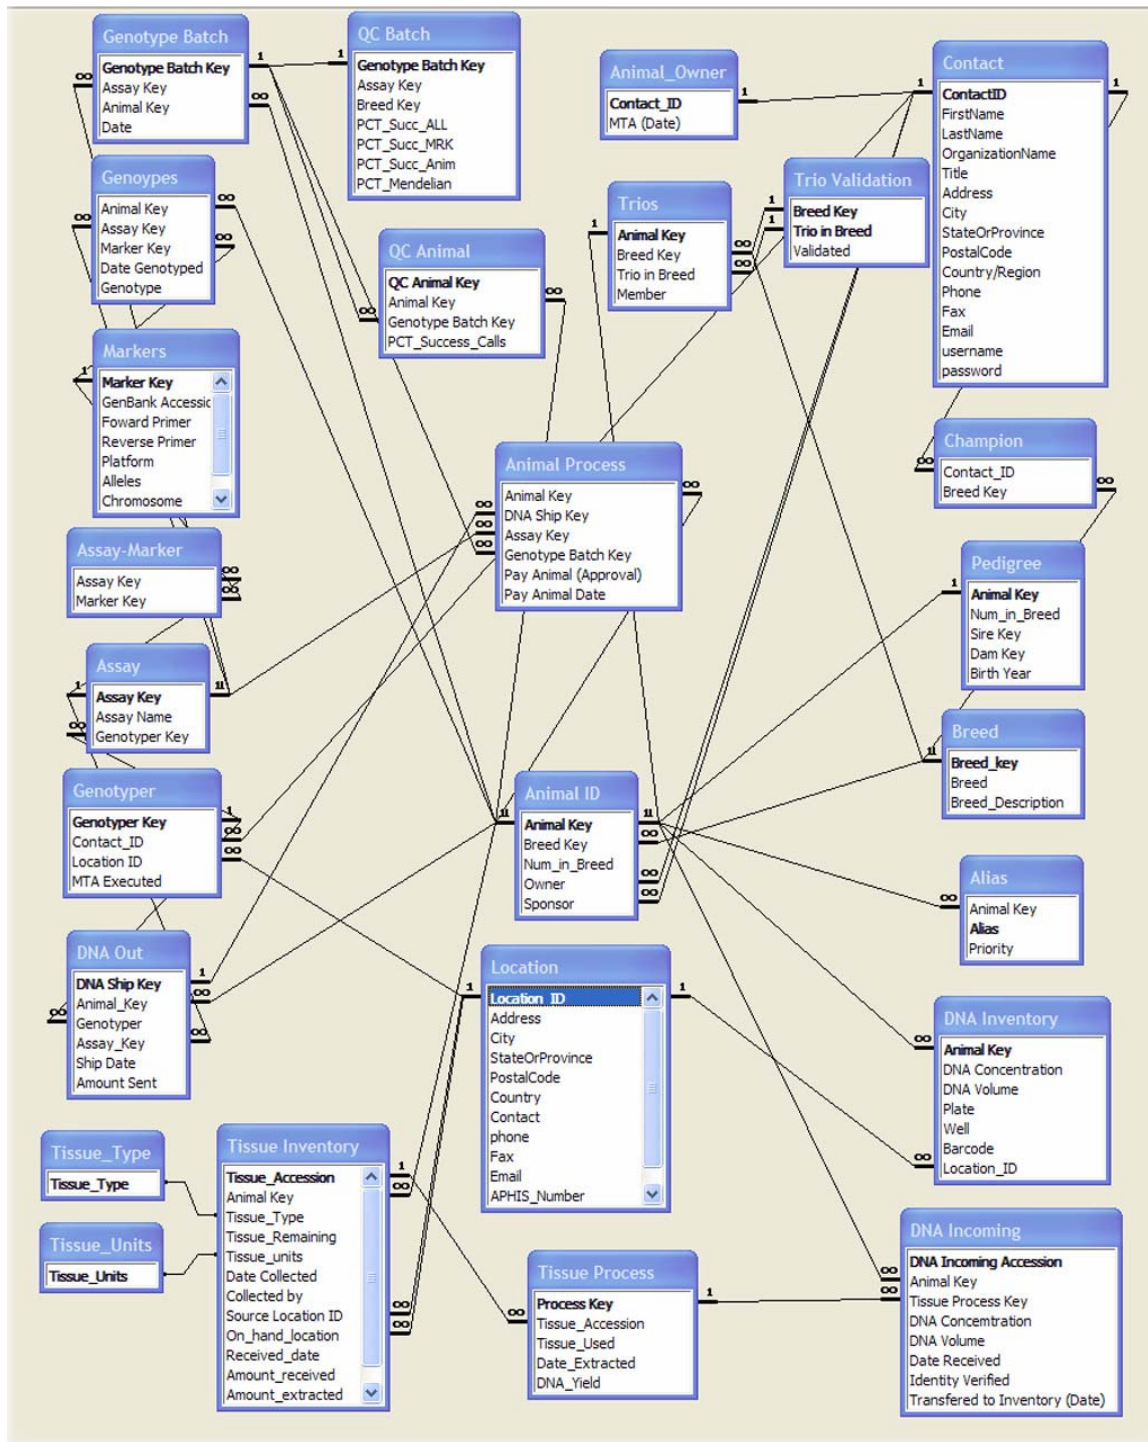 Genotype Batch
Genotype Batch Key
Assay Key
Animal Key
Date
QC Batch
Genotype Batch Key
Assay Key
Breed Key
PCT_Succ_ALL
PCT_Succ_MRK
PCT_Succ_Anim
PCT_Mendelian
Animal_Owner
Contact_ID
MTA (Date)
Contact
ContactID
FirstName
LastName
OrganizationName
Title
Address
City
StateOrProvince
PostalCode
Country/Region
Phone
Fax
Email
username
password
Genoypes
Animal Key
Assay Key
Marker Key
Date Genotyped
Genotype
QC Animal
QC Animal Key
Animal Key
Genotype Batch Key
PCT_Success_Calls
Trios
Animal Key
Breed Key
Trio in Breed
Member
Trio Validation
Breed Key
Trio in Breed
Validated
Markers
Marker Key
GenBank Accessic
Foward Primer
Reverse Primer
Platform
Alleles
Chromosome
Animal Process
Animal Key
DNA Ship Key
Assay Key
Genotype Batch Key
Pay Animal (Approval)
Pay Animal Date
Champion
Contact_ID
Breed Key
Assay-Marker
Assay Key
Marker Key
Pedigree
Animal Key
Num_in_Breed
Sire Key
Dam Key
Birth Year
Assay
Assay Key
Assay Name
Genotyper Key
Breed
Breed_key
Breed
Breed_Description
Genotyper
Genotyper Key
Contact_ID
Location ID
MTA Executed
Animal ID
Animal Key
Breed Key
Num_in_Breed
Owner
Sponsor
Alias
Animal Key
Alias
Priority
DNA Out
DNA Ship Key
Animal_Key
Genotyper
Assay_Key
Ship Date
Amount Sent
Location
Location_ID
Address
City
StateOrProvince
PostalCode
Country
Contact
phone
Fax
Email
APHIS_Number
DNA Inventory
Animal Key
DNA Concentration
DNA Volume
Plate
Well
Barcode
Location_ID
Tissue_Type
Tissue_Type
Tissue_Units
Tissue_Units
Tissue Inventory
Tissue_Accession
Animal Key
Tissue_Type
Tissue_Remaining
Tissue_units
Date Collected
Collected by
Source Location ID
On_hand_location
Received_date
Amount_received
Amount_extracted
Tissue Process
Process Key
Tissue_Accession
Tissue_Used
Date_Extracted
DNA_Yield
DNA Incoming
DNA Incoming Accession
Animal Key
Tissue Process Key
DNA Concemtration
DNA Volume
Date Received
Identity Verified
Transfered to Inventory (Date)